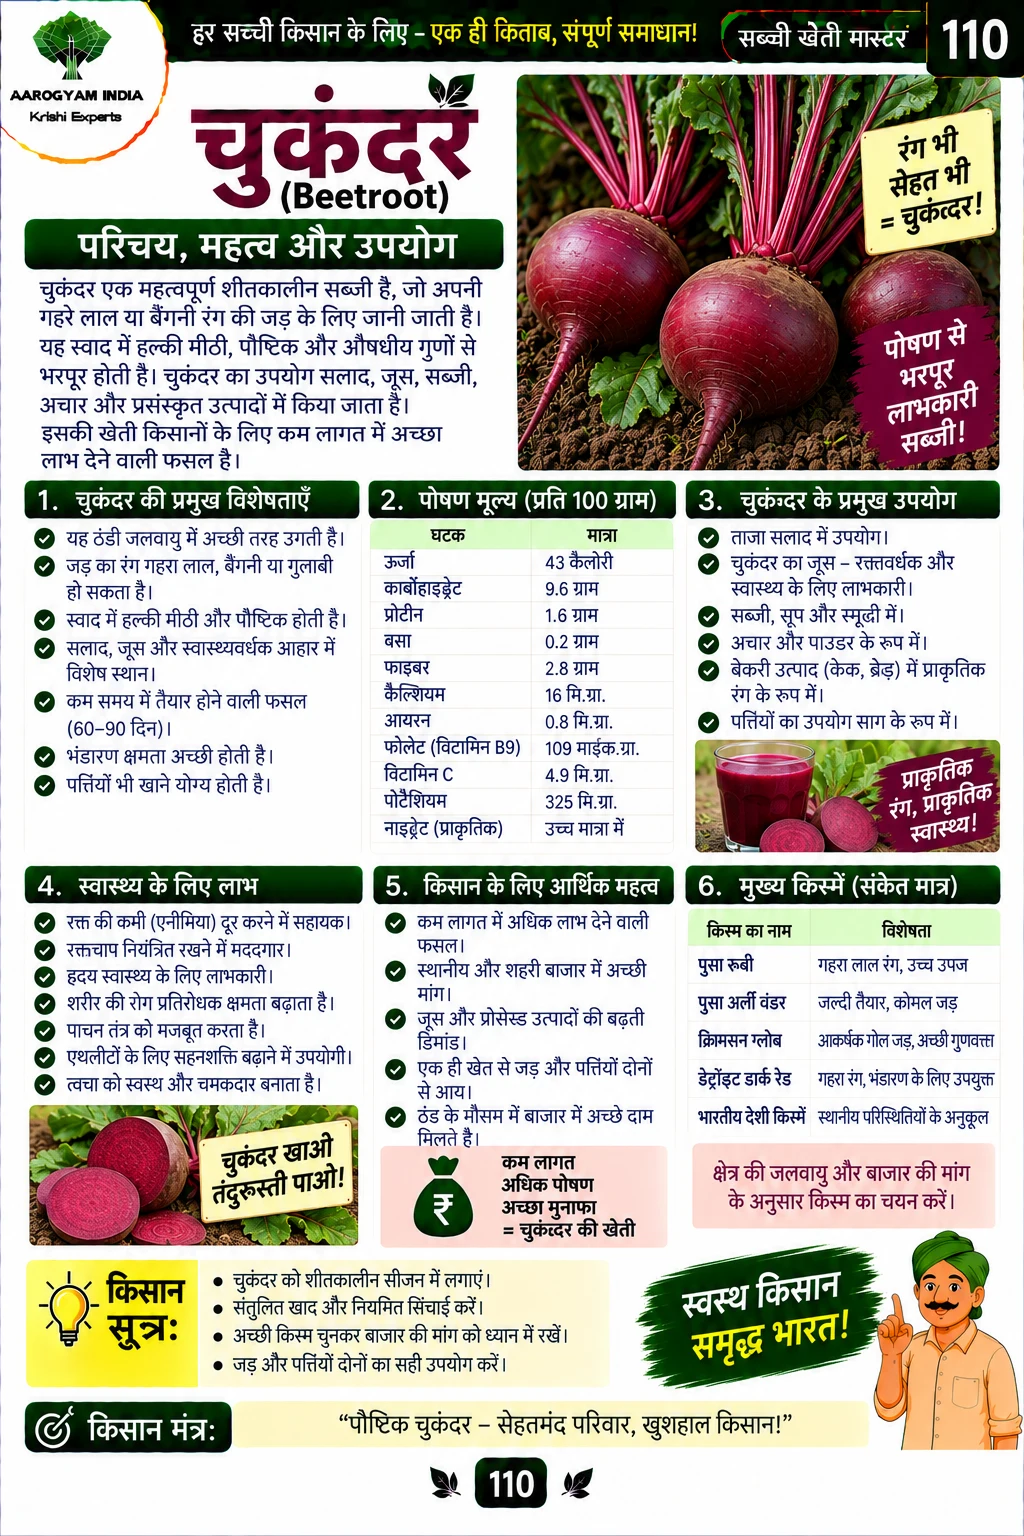 AAROGYAM INDIA
Krishi Experts
हर सच्ची किसान के लिए – एक ही किताब, संपूर्ण समाधान!
सब्जी खेती मास्टर
110
चुकंदर
(Beetroot)
रंग भी
सेहत भी
= चुकंदर!
परिचय, महत्व और उपयोग
चुकंदर एक महत्वपूर्ण शीतकालीन सब्जी है, जो अपनी
गहरे लाल या बैंगनी रंग की जड़ के लिए जानी जाती है।
यह स्वाद में हल्की मीठी, पौष्टिक और औषधीय गुणों से
भरपूर होती है। चुकंदर का उपयोग सलाद, जूस, सब्जी,
अचार और प्रसंस्कृत उत्पादों में किया जाता है।
इसकी खेती किसानों के लिए कम लागत में अच्छा
लाभ देने वाली फसल है।
पोषण से
भरपूर
लाभकारी
सब्जी!
1. चुकंदर की प्रमुख विशेषताएँ
यह ठंडी जलवायु में अच्छी तरह उगती है।
जड़ का रंग गहरा लाल, बैंगनी या गुलाबी
हो सकता है।
स्वाद में हल्की मीठी और पौष्टिक होती है।
सलाद, जूस और स्वास्थ्यवर्धक आहार में
विशेष स्थान।
कम समय में तैयार होने वाली फसल
(60–90 दिन)।
भंडारण क्षमता अच्छी होती है।
पत्तियाँ भी खाने योग्य होती है।
2. पोषण मूल्य (प्रति 100 ग्राम)
घटक मात्रा
ऊर्जा 43 कैलोरी
कार्बोहाइड्रेट 9.6 ग्राम
प्रोटीन 1.6 ग्राम
बसा 0.2 ग्राम
फाइबर 2.8 ग्राम
कैल्शियम 16 मि.ग्रा.
आयरन 0.8 मि.ग्रा.
फोलेट (विटामिन B9) 109 माईक.ग्रा.
विटामिन C 4.9 मि.ग्रा.
पोटैशियम 325 मि.ग्रा.
नाइट्रेट (प्राकृतिक) उच्च मात्रा में
3. चुकंदर के प्रमुख उपयोग
ताजा सलाद में उपयोग।
चुकंदर का जूस – रक्तवर्धक और
स्वास्थ्य के लिए लाभकारी।
सब्जी, सूप और स्मूदी में।
अचार और पाउडर के रूप में।
बेकरी उत्पाद (केक, ब्रेड) में प्राकृतिक
रंग के रूप में।
पत्तियों का उपयोग साग के रूप में।
प्राकृतिक
रंग, प्राकृतिक
स्वास्थ्य!
4. स्वास्थ्य के लिए लाभ
रक्त की कमी (एनीमिया) दूर करने में सहायक।
रक्तचाप नियंत्रित रखने में मददगार।
हृदय स्वास्थ्य के लिए लाभकारी।
शरीर की रोग प्रतिरोधक क्षमता बढ़ाता है।
पाचन तंत्र को मजबूत करता है।
एथलीटों के लिए सहनशक्ति बढ़ाने में उपयोगी।
त्वचा को स्वस्थ और चमकदार बनाता है।
चुकंदर खाओ
तंदुरुस्ती पाओ!
5. किसान के लिए आर्थिक महत्व
कम लागत में अधिक लाभ देने वाली
फसल।
स्थानीय और शहरी बाजार में अच्छी
मांग।
जूस और प्रोसेस्ड उत्पादों की बढ़ती
डिमांड।
एक ही खेत से जड़ और पत्तियों दोनों
से आय।
ठंड के मौसम में बाजार में अच्छे दाम
मिलते है।
₹
कम लागत
अधिक पोषण
अच्छा मुनाफा
= चुकंदर की खेती
6. मुख्य किस्में (संकेत मात्र)
किस्म का नाम विशेषता
पुसा रूबी गहरा लाल रंग, उच्च उपज
पुसा अर्ली वंडर जल्दी तैयार, कोमल जड़
क्रिमसन ग्लोब आकर्षक गोल जड़, अच्छी गुणवत्ता
डेट्रॉइट डार्क रेड गहरा रंग, भंडारण के लिए उपयुक्त
भारतीय देशी किस्में स्थानीय परिस्थितियों के अनुकूल
क्षेत्र की जलवायु और बाजार की मांग
के अनुसार किस्म का चयन करें।
किसान
सूत्र:
चुकंदर को शीतकालीन सीजन में लगाएं।
संतुलित खाद और नियमित सिंचाई करें।
अच्छी किस्म चुनकर बाजार की मांग को ध्यान में रखें।
जड़ और पत्तियों दोनों का सही उपयोग करें।
स्वस्थ किसान
समृद्ध भारत!
किसान मंत्र:
“पौष्टिक चुकंदर – सेहतमंद परिवार, खुशहाल किसान!”
110